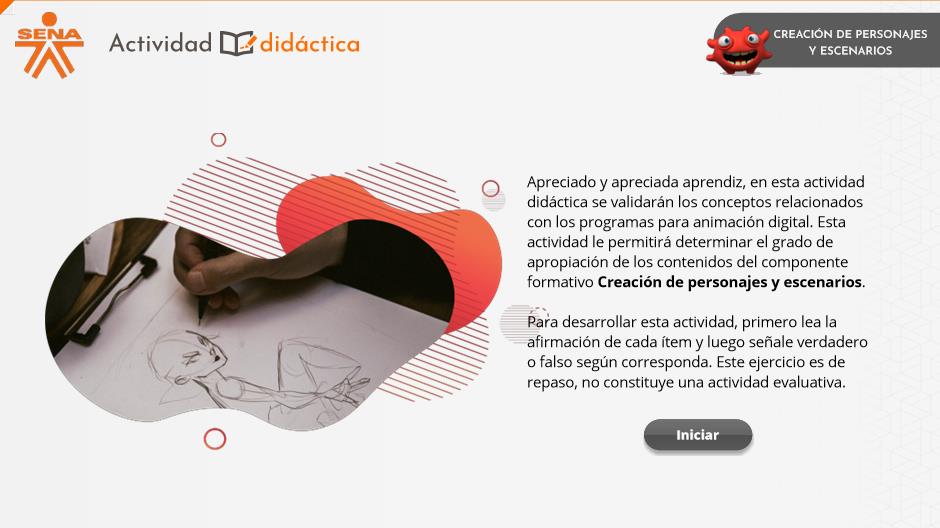 SENA
Actividad didáctica
CREACIÓN DE PERSONAJES
Y ESCENARIOS
Apreciado y apreciada aprendiz, en esta actividad
didáctica se validarán los conceptos relacionados
con los programas para animación digital. Esta
actividad le permitirá determinar el grado de
apropiación de los contenidos del componente
formativo Creación de personajes y escenarios.
Para desarrollar esta actividad, primero lea la
afirmación de cada ítem y luego señale verdadero
o falso según corresponda. Este ejercicio es de
repaso, no constituye una actividad evaluativa.
Iniciar